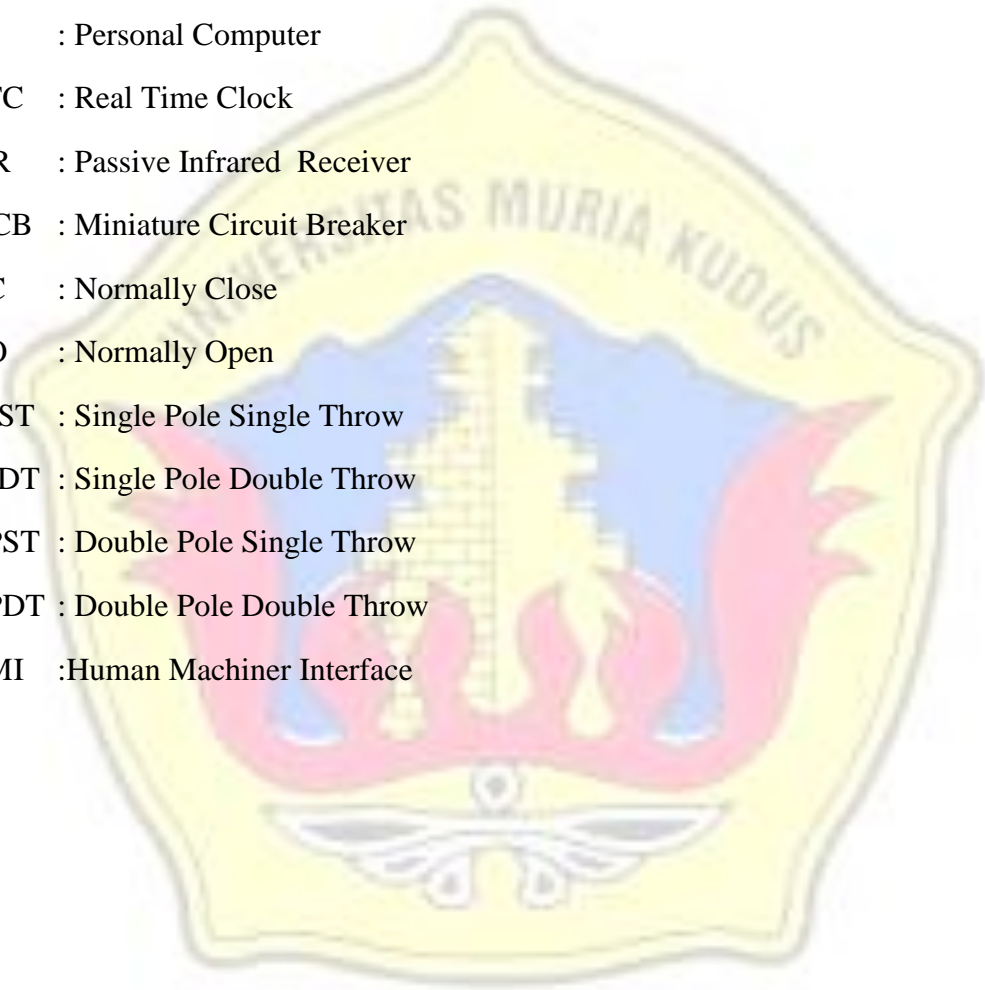 : Personal Computer
TC : Real Time Clock
R : Passive Infrared Receiver
CB : Miniature Circuit Breaker
C : Normally Close
O : Normally Open
ST : Single Pole Single Throw
DT : Single Pole Double Throw
PST : Double Pole Single Throw
PDT : Double Pole Double Throw
MI :Human Machiner Interface
UNIVERSITAS MURIA KUDUS